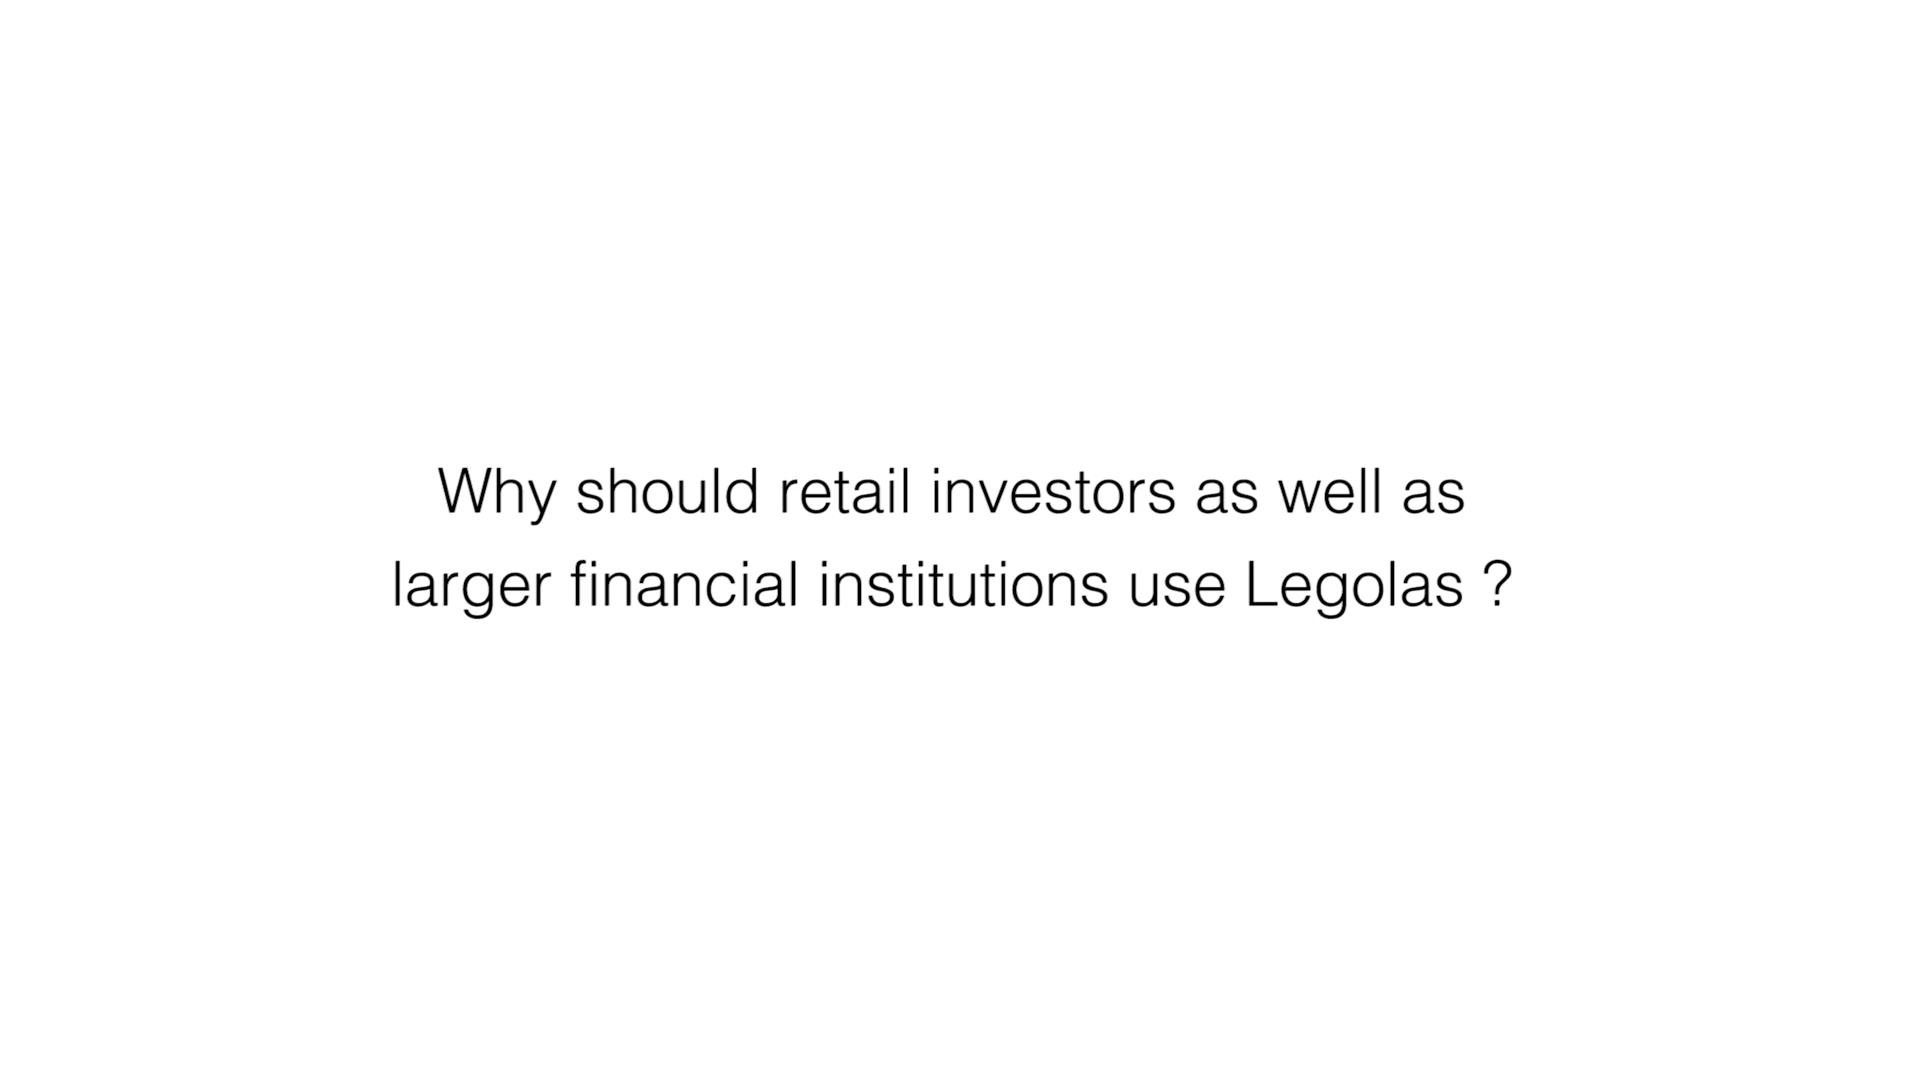 Why should retail investors as well as
larger financial institutions use Legolas ?